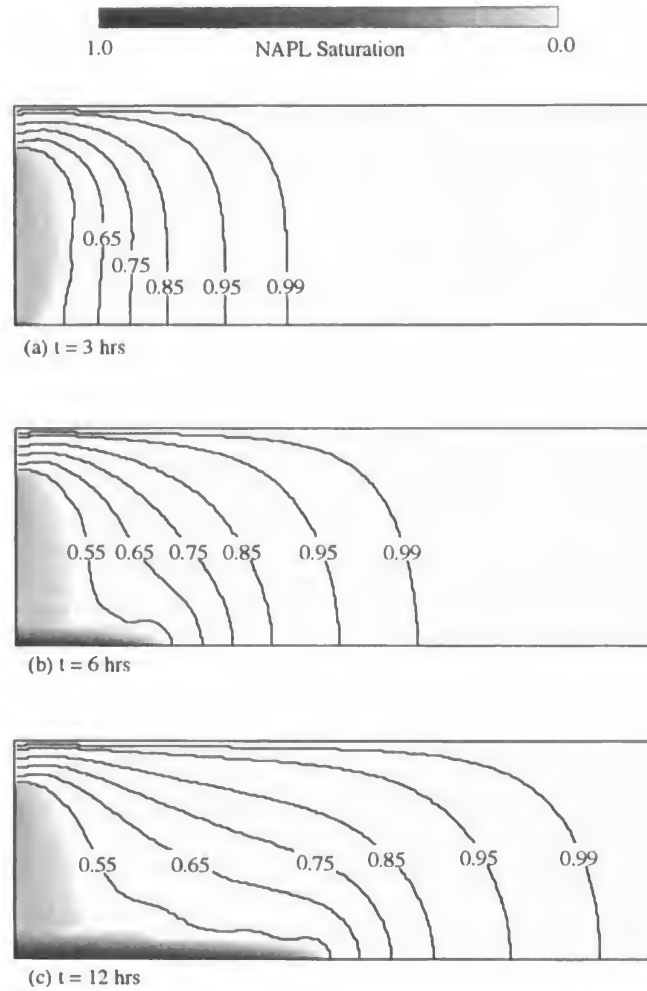 1.0 NAPL Saturation 0.0
0.65
0.75
0.85 0.95 0.99
(a) t = 3 hrs
0.55 0.65 0.75 0.85 0.95 0.99
(b) t = 6 hrs
0.55 0.65 0.75 0.85 0.95 0.99
(c) t = 12 hrs